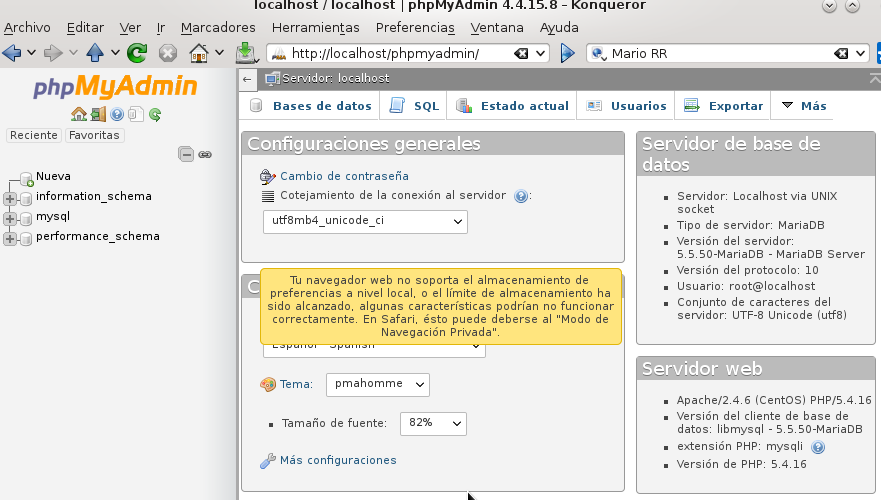 localhost / localhost | phpMyAdmin 4.4.15.8 – Konqueror
Archivo Editar Ver Ir Marcadores Herramientas Preferencias Ventana Ayuda
http://localhost/phpmyadmin/ Mario RR
phpMyAdmin
Reciente Favoritas
Nueva
information_schema
mysql
performance_schema
Servidor: localhost
Bases de datos SQL Estado actual Usuarios Exportar Más
Configuraciones generales
Cambio de contraseña
Cotejamiento de la conexión al servidor :
utf8mb4_unicode_ci
Tu navegador web no soporta el almacenamiento de
preferencias a nivel local, o el límite de almacenamiento ha
sido alcanzado, algunas características podrían no funcionar
correctamente. En Safari, ésto puede deberse al "Modo de
Navegación Privada".
Español - Spanish
Tema: pmahomme
Tamaño de fuente: 82%
Más configuraciones
Servidor de base de
datos
Servidor: Localhost via UNIX
socket
Tipo de servidor: MariaDB
Versión del servidor:
5.5.50-MariaDB - MariaDB Server
Versión del protocolo: 10
Usuario: root@localhost
Conjunto de caracteres del
servidor: UTF-8 Unicode (utf8)
Servidor web
Apache/2.4.6 (CentOS) PHP/5.4.16
Versión del cliente de base de
datos: libmysql - 5.5.50-MariaDB
extensión PHP: mysqli
Versión de PHP: 5.4.16